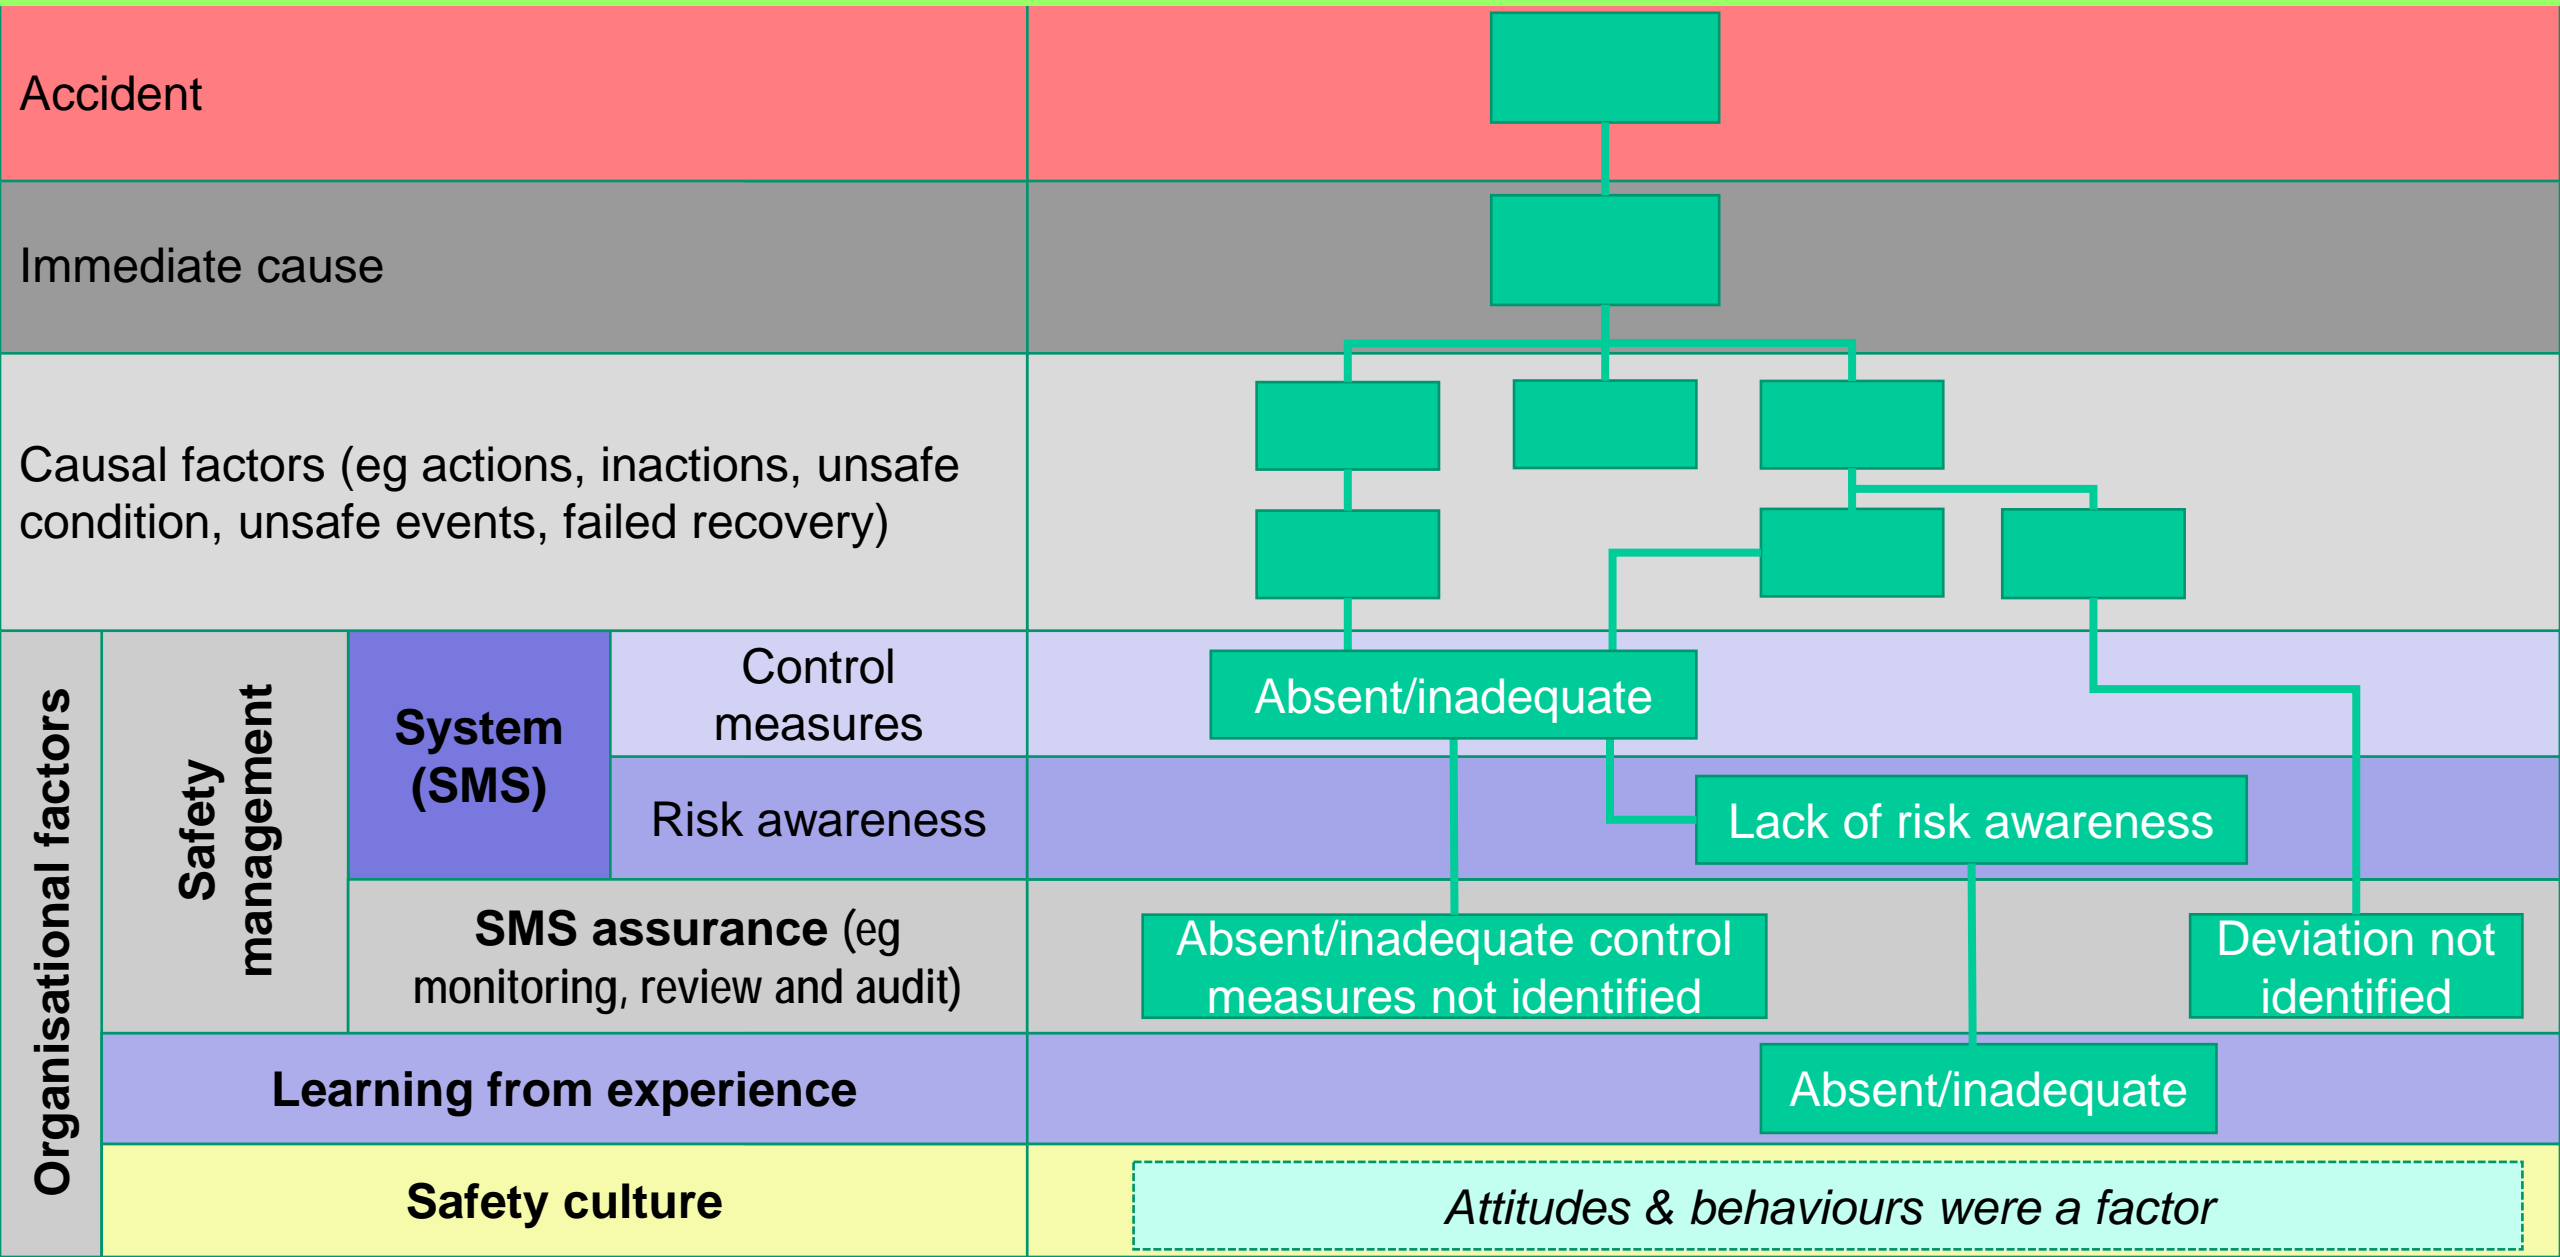 Accident
Immediate cause
Causal factors (eg actions, inactions, unsafe
condition, unsafe events, failed recovery)
Organisational factors
Safety
management
System
(SMS)
Control
measures
Absent/inadequate
Risk awareness
Lack of risk awareness
SMS assurance (eg
monitoring, review and audit)
Absent/inadequate control
measures not identified
Deviation not
identified
Learning from experience
Absent/inadequate
Safety culture
Attitudes & behaviours were a factor